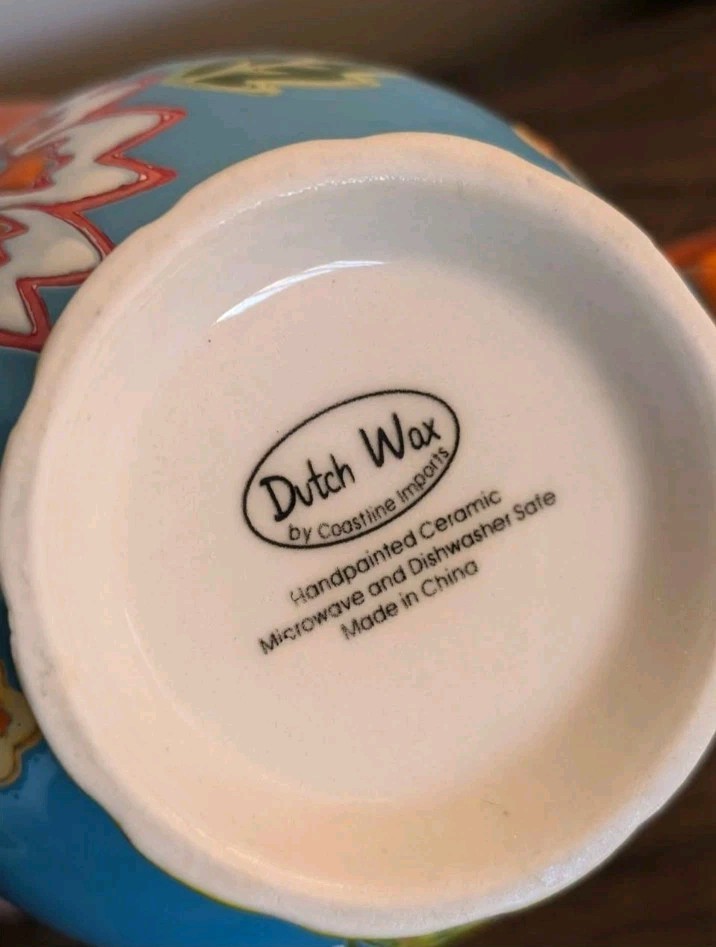 Dutch Wax
by Coastline Imports
Handpainted Ceramic
Microwave and Dishwasher Safe
Made in China